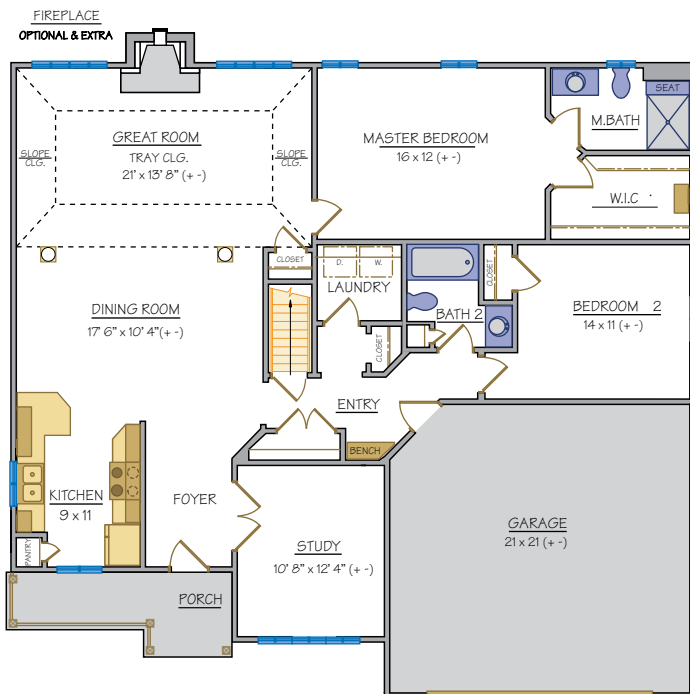 FIREPLACE
OPTIONAL & EXTRA
GREAT ROOM
TRAY CLG.
21' x 13' 8" (+ -)
SLOPE
CLG.
SLOPE
CLG.
MASTER BEDROOM
16 x 12 (+ -)
SEAT
M.BATH
W.I.C
CLOSET
D.
W.
LAUNDRY
CLOSET
BATH 2
BEDROOM 2
14 x 11 (+ -)
DINING ROOM
17' 6" x 10' 4"(+ -)
CLOSET
ENTRY
BENCH
KITCHEN
9 x 11
FOYER
PANTRY
STUDY
10' 8" x 12' 4" (+ -)
GARAGE
21 x 21 (+ -)
PORCH